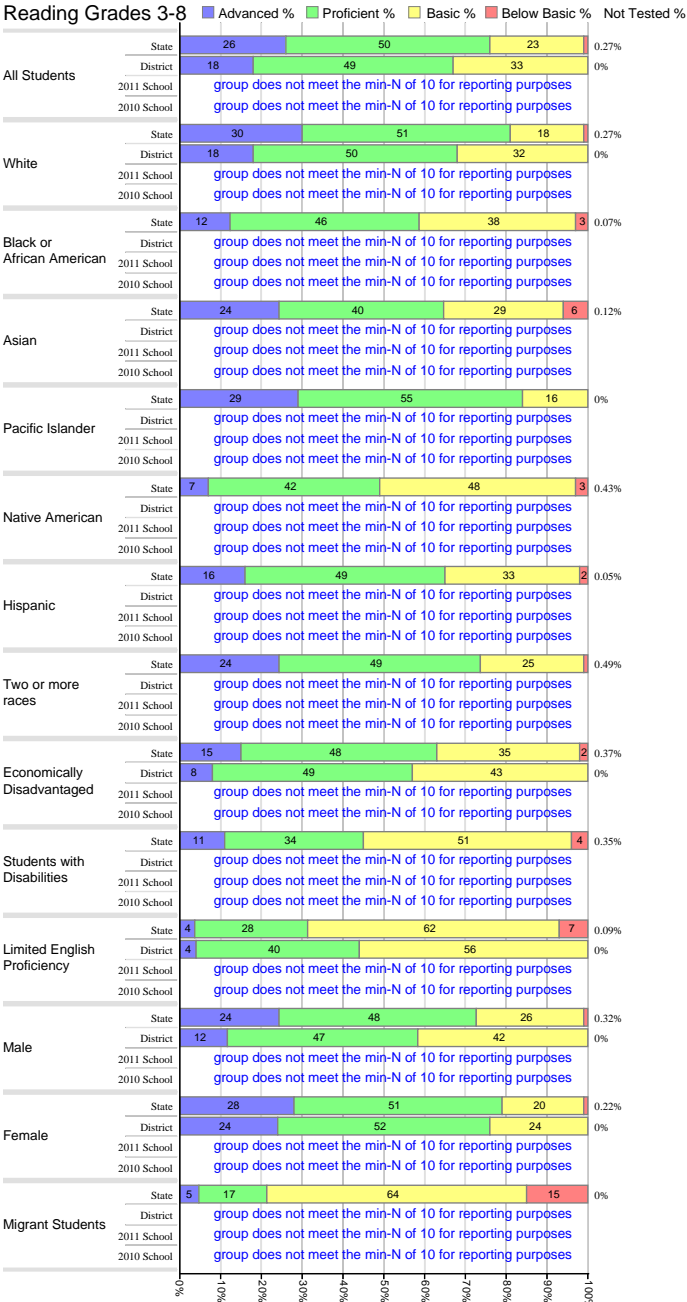 Reading Grades 3-8 Advanced % Proficient % Basic % Below Basic % Not Tested %
All Students
State 26 50 23 0.27%
District 18 49 33 0%
2011 School group does not meet the min-N of 10 for reporting purposes
2010 School group does not meet the min-N of 10 for reporting purposes
White
State 30 51 18 0.27%
District 18 50 32 0%
2011 School group does not meet the min-N of 10 for reporting purposes
2010 School group does not meet the min-N of 10 for reporting purposes
Black or
African American
State 12 46 38 3 0.07%
District group does not meet the min-N of 10 for reporting purposes
2011 School group does not meet the min-N of 10 for reporting purposes
2010 School group does not meet the min-N of 10 for reporting purposes
Asian
State 24 40 29 6 0.12%
District group does not meet the min-N of 10 for reporting purposes
2011 School group does not meet the min-N of 10 for reporting purposes
2010 School group does not meet the min-N of 10 for reporting purposes
Pacific Islander
State 29 55 16 0%
District group does not meet the min-N of 10 for reporting purposes
2011 School group does not meet the min-N of 10 for reporting purposes
2010 School group does not meet the min-N of 10 for reporting purposes
Native American
State 7 42 48 3 0.43%
District group does not meet the min-N of 10 for reporting purposes
2011 School group does not meet the min-N of 10 for reporting purposes
2010 School group does not meet the min-N of 10 for reporting purposes
Hispanic
State 16 49 33 2 0.05%
District group does not meet the min-N of 10 for reporting purposes
2011 School group does not meet the min-N of 10 for reporting purposes
2010 School group does not meet the min-N of 10 for reporting purposes
Two or more
races
State 24 49 25 0.49%
District group does not meet the min-N of 10 for reporting purposes
2011 School group does not meet the min-N of 10 for reporting purposes
2010 School group does not meet the min-N of 10 for reporting purposes
Economically
Disadvantaged
State 15 48 35 2 0.37%
District 8 49 43 0%
2011 School group does not meet the min-N of 10 for reporting purposes
2010 School group does not meet the min-N of 10 for reporting purposes
Students with
Disabilities
State 11 34 51 4 0.35%
District group does not meet the min-N of 10 for reporting purposes
2011 School group does not meet the min-N of 10 for reporting purposes
2010 School group does not meet the min-N of 10 for reporting purposes
Limited English
Proficiency
State 4 28 62 7 0.09%
District 4 40 56 0%
2011 School group does not meet the min-N of 10 for reporting purposes
2010 School group does not meet the min-N of 10 for reporting purposes
Male
State 24 48 26 0.32%
District 12 47 42 0%
2011 School group does not meet the min-N of 10 for reporting purposes
2010 School group does not meet the min-N of 10 for reporting purposes
Female
State 28 51 20 0.22%
District 24 52 24 0%
2011 School group does not meet the min-N of 10 for reporting purposes
2010 School group does not meet the min-N of 10 for reporting purposes
Migrant Students
State 5 17 64 15 0%
District group does not meet the min-N of 10 for reporting purposes
2011 School group does not meet the min-N of 10 for reporting purposes
2010 School group does not meet the min-N of 10 for reporting purposes
0% 10% 20% 30% 40% 50% 60% 70% 80% 90% 100%